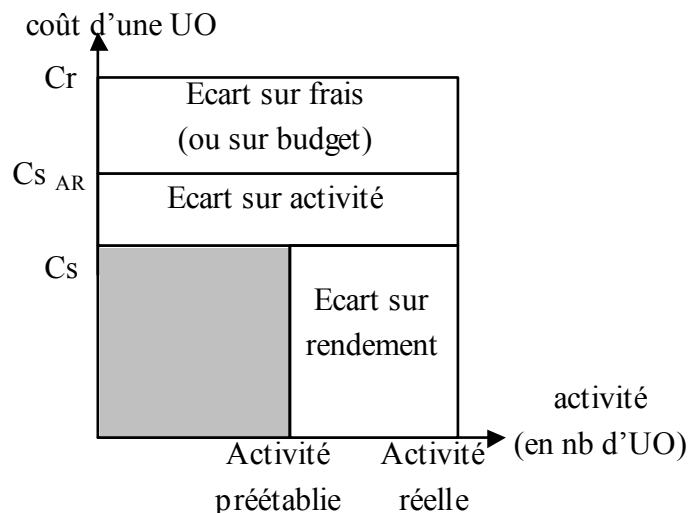 coût d'une UO
Cr
Ecart sur frais
(ou sur budget)
Cs AR
Ecart sur activité
Cs
Ecart sur
rendement
activité
(en nb d'UO)
Activité
préétablie
Activité
réelle